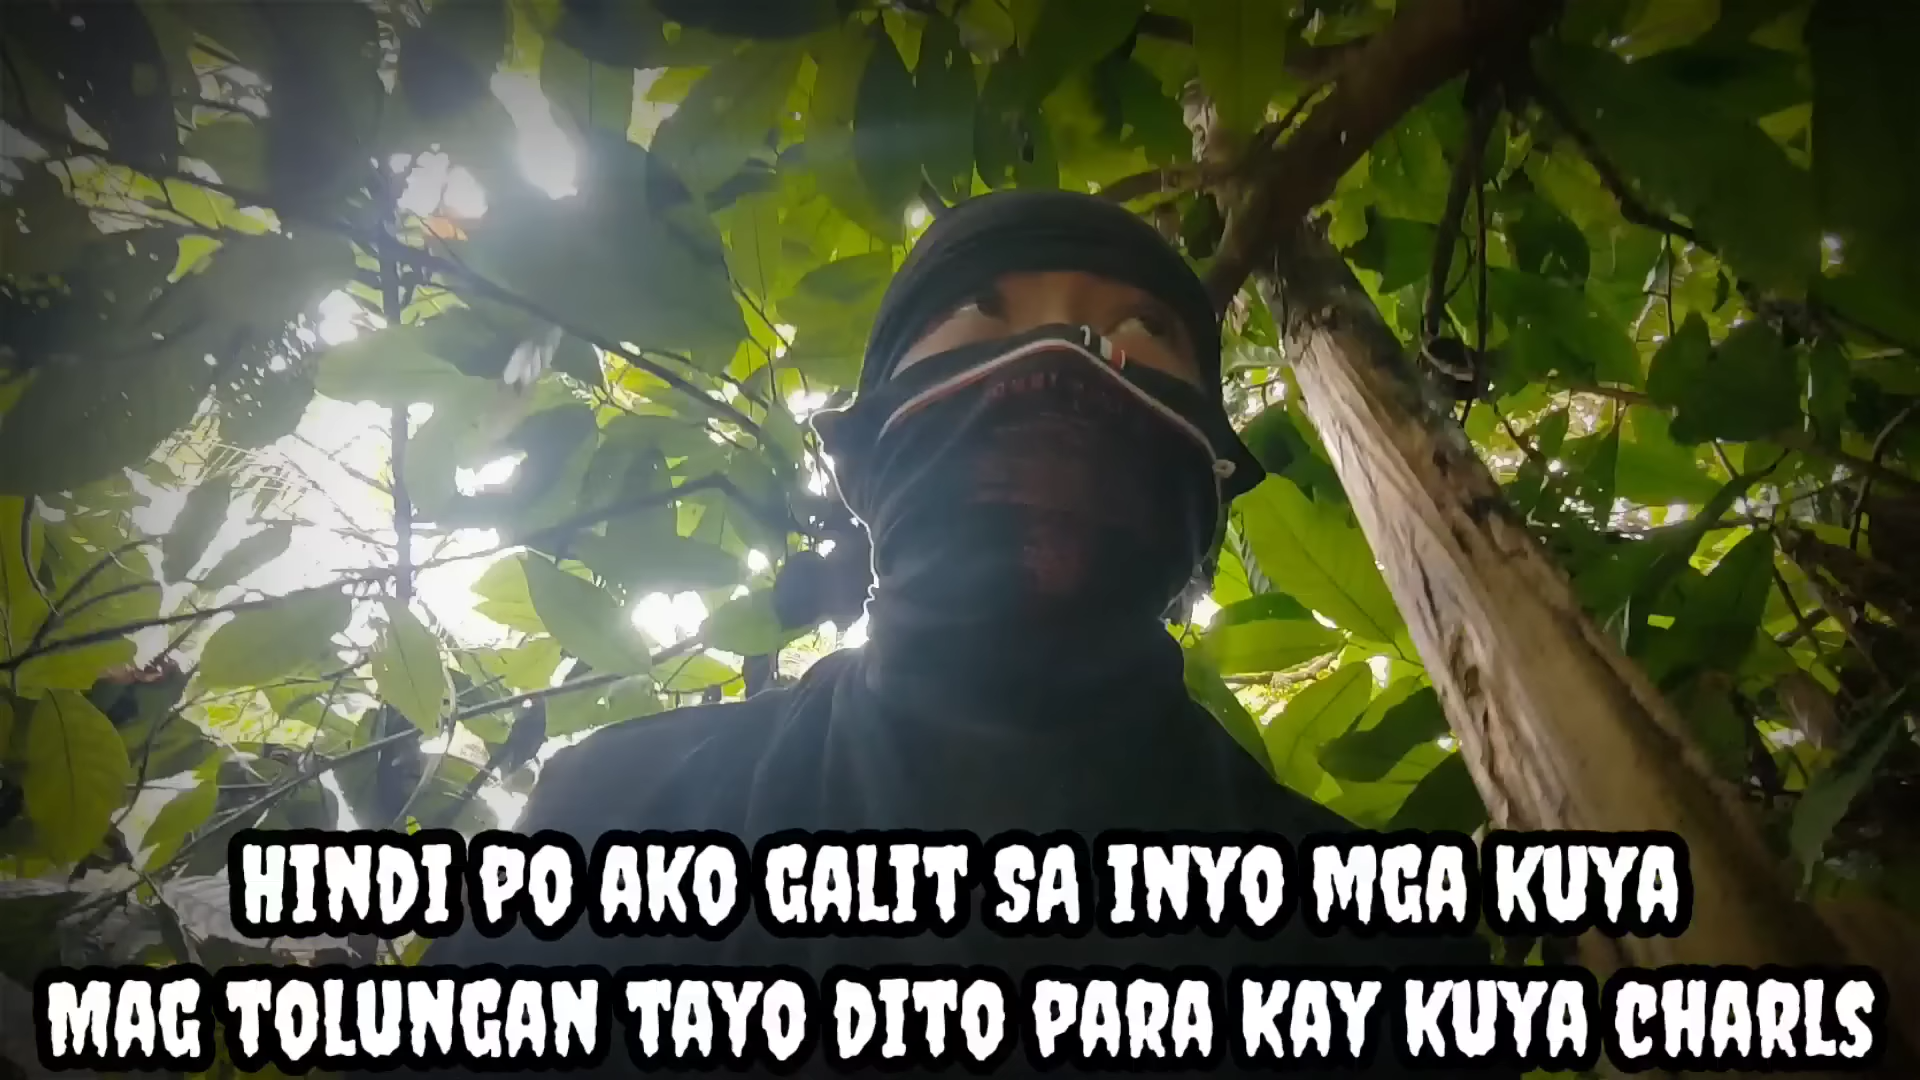 HINDI PO AKO GALIT SA INYO MGA KUYA
MAG TOLUNGAN TAYO DITO PARA KAY KUYA CHARLS